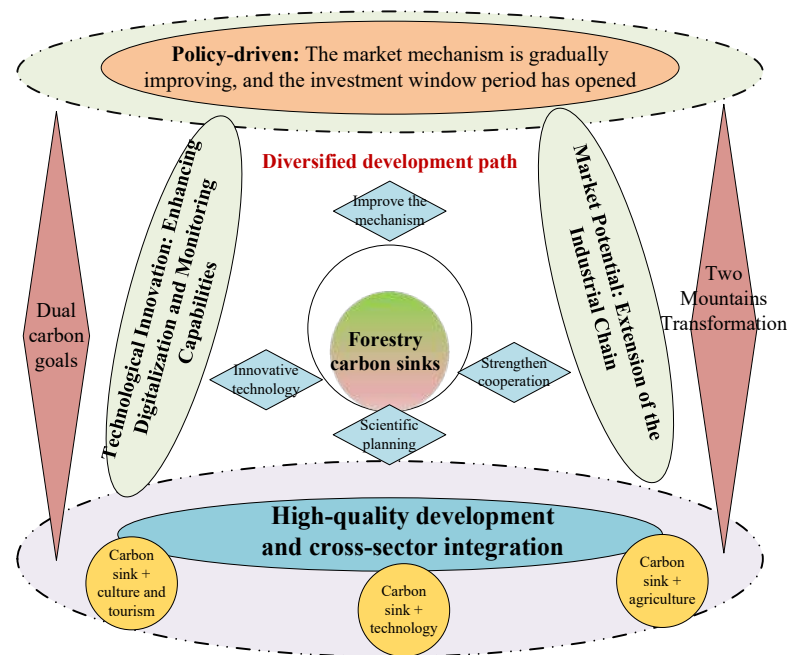 Policy-driven: The market mechanism is gradually
improving, and the investment window period has opened
Diversified development path
Technological Innovation: Enhancing
Digitalization and Monitoring
Capabilities
Market Potential: Extension of the
Industrial Chain
Improve the
mechanism
Dual
carbon
goals
Two
Mountains
Transformation
Forestry
carbon sinks
Innovative
technology
Strengthen
cooperation
Scientific
planning
High-quality development
and cross-sector integration
Carbon
sink +
culture and
tourism
Carbon
sink +
technology
Carbon
sink +
agriculture